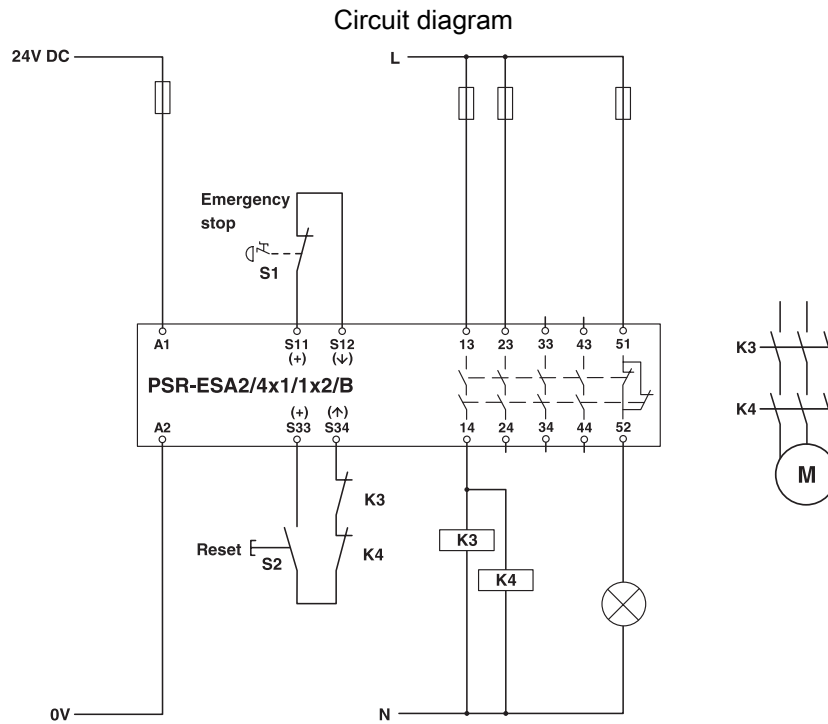 Circuit diagram
24V DC
L
Emergency
stop
S1
A1
S11
S12
13
23
33
43
51
(+)
(↓)
PSR-ESA2/4x1/1x2/B
(+)
(↑)
A2
S33
S34
14
24
34
44
52
K3
K4
Reset
S2
K3
K4
0V
N
K3
K4
M